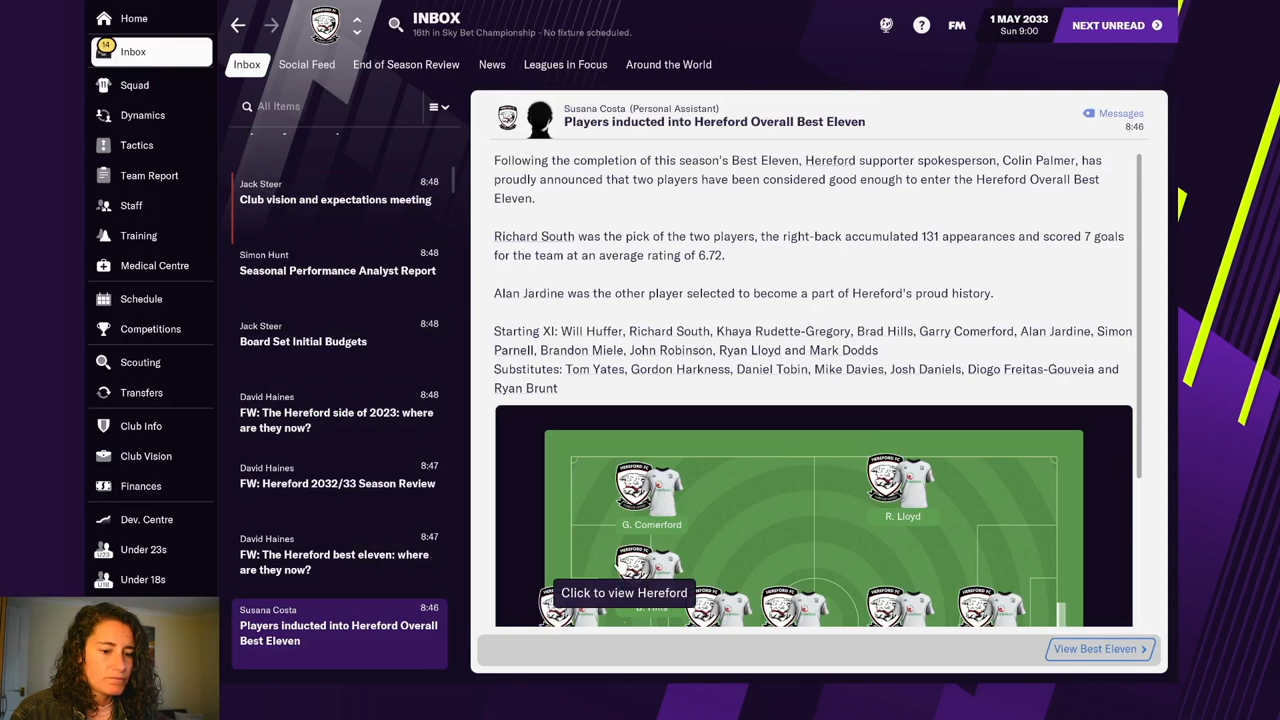 Home
Inbox
14
Squad
Dynamics
Tactics
Team Report
Staff
Training
Medical Centre
Schedule
Competitions
Scouting
Transfers
Club Info
Club Vision
Finances
Dev. Centre
Under 23s
U23
Under 18s
U18
INBOX
16th in Sky Bet Championship - No fixture scheduled.
FM
1 MAY 2033
Sun 9:00
NEXT UNREAD
Inbox
Social Feed
End of Season Review
News
Leagues in Focus
Around the World
All Items
Jack Steer
8:48
Club vision and expectations meeting
Simon Hunt
8:48
Seasonal Performance Analyst Report
Jack Steer
8:48
Board Set Initial Budgets
David Haines
8:48
FW: The Hereford side of 2023: where
are they now?
David Haines
8:47
FW: Hereford 2032/33 Season Review
David Haines
8:47
FW: The Hereford best eleven: where
are they now?
Susana Costa
8:46
Players inducted into Hereford Overall
Best Eleven
Susana Costa (Personal Assistant)
Players inducted into Hereford Overall Best Eleven
Messages
8:46
Following the completion of this season's Best Eleven, Hereford supporter spokesperson, Colin Palmer, has
proudly announced that two players have been considered good enough to enter the Hereford Overall Best
Eleven.
Richard South was the pick of the two players, the right-back accumulated 131 appearances and scored 7 goals
for the team at an average rating of 6.72.
Alan Jardine was the other player selected to become a part of Hereford's proud history.
Starting XI: Will Huffer, Richard South, Khaya Rudette-Gregory, Brad Hills, Garry Comerford, Alan Jardine, Simon
Parnell, Brandon Miele, John Robinson, Ryan Lloyd and Mark Dodds
Substitutes: Tom Yates, Gordon Harkness, Daniel Tobin, Mike Davies, Josh Daniels, Diogo Freitas-Gouveia and
Ryan Brunt
HEREFORD FC
G. Comerford
HEREFORD FC
R. Lloyd
Click to view Hereford
View Best Eleven